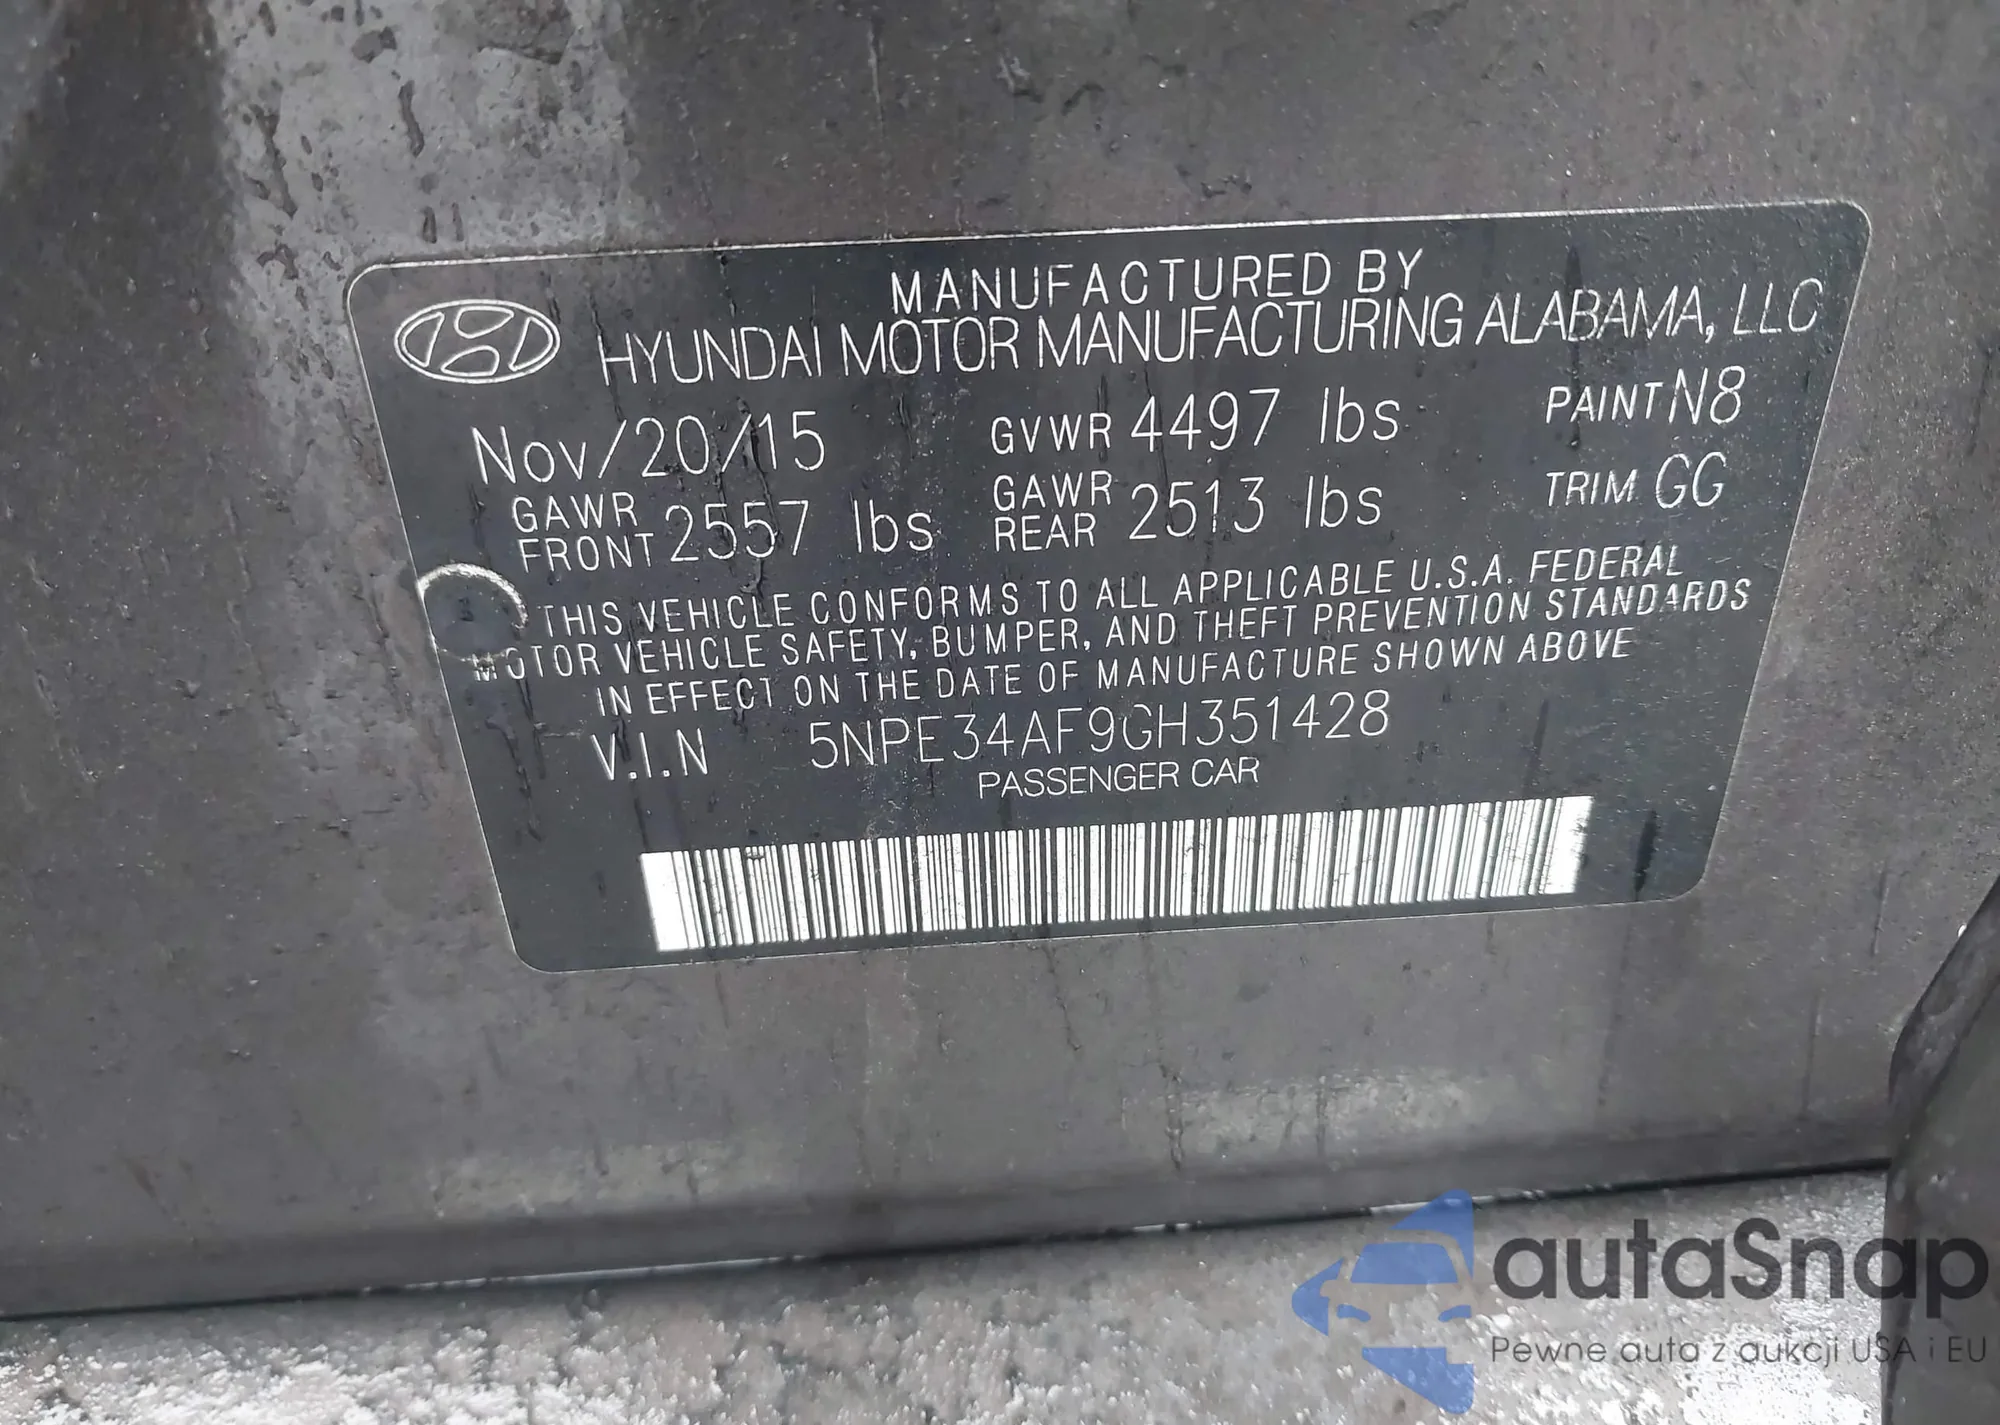 MANUFACTURED BY
HYUNDAI MOTOR MANUFACTURING ALABAMA, LLC
Nov/20/15 GVWR 4497 lbs PAINT N8
GAWR FRONT 2557 lbs GAWR REAR 2513 lbs TRIM GG
THIS VEHICLE CONFORMS TO ALL APPLICABLE U.S.A. FEDERAL
MOTOR VEHICLE SAFETY, BUMPER, AND THEFT PREVENTION STANDARDS
IN EFFECT ON THE DATE OF MANUFACTURE SHOWN ABOVE
V.I.N 5NPE34AF9GH351428
PASSENGER CAR
autaSnap
Pewne auta z aukcji USA i EU